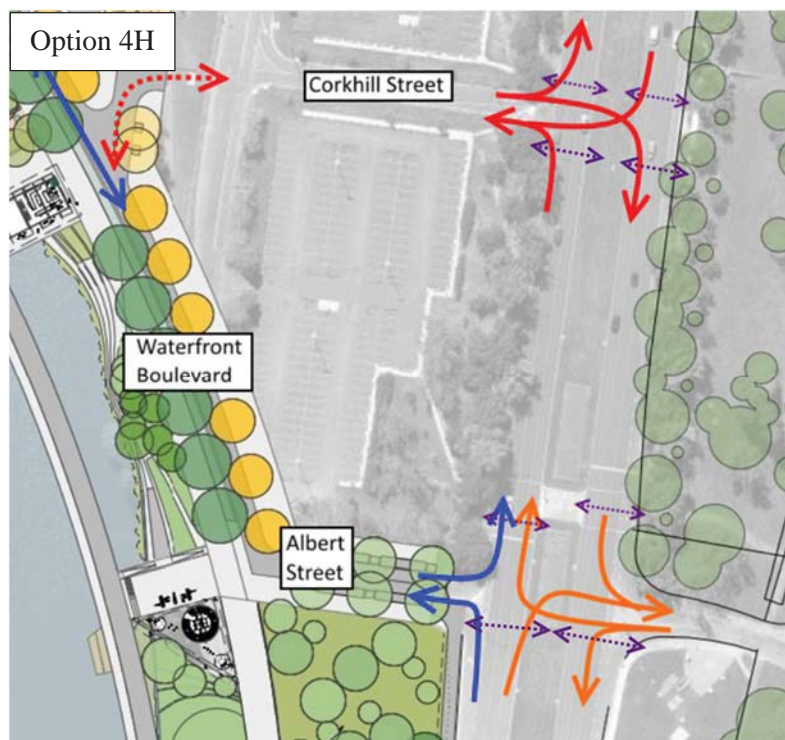 Option 4H
Corkhill Street
Waterfront
Boulevard
Albert
Street